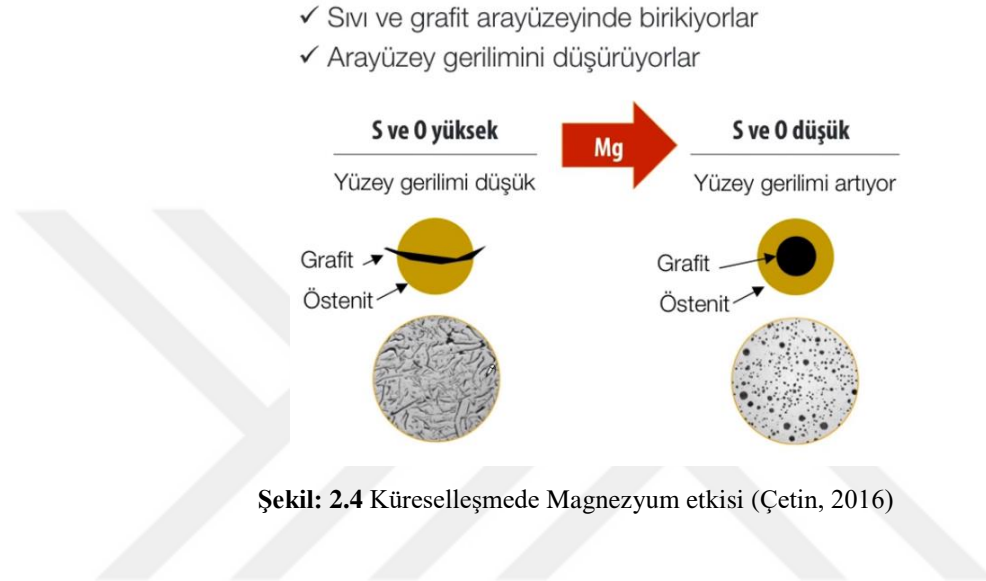 ✓ Sıvı ve grafit arayüzeyinde birikiyorlar
✓ Arayüzey gerilimini düşürüyorlar
S ve O yüksek
Mg
S ve O düşük
Yüzey gerilimi düşük
Yüzey gerilimi artıyor
Grafit
Östenit
Grafit
Östenit
Şekil: 2.4 Küreselleşmede Magnezyum etkisi (Çetin, 2016)